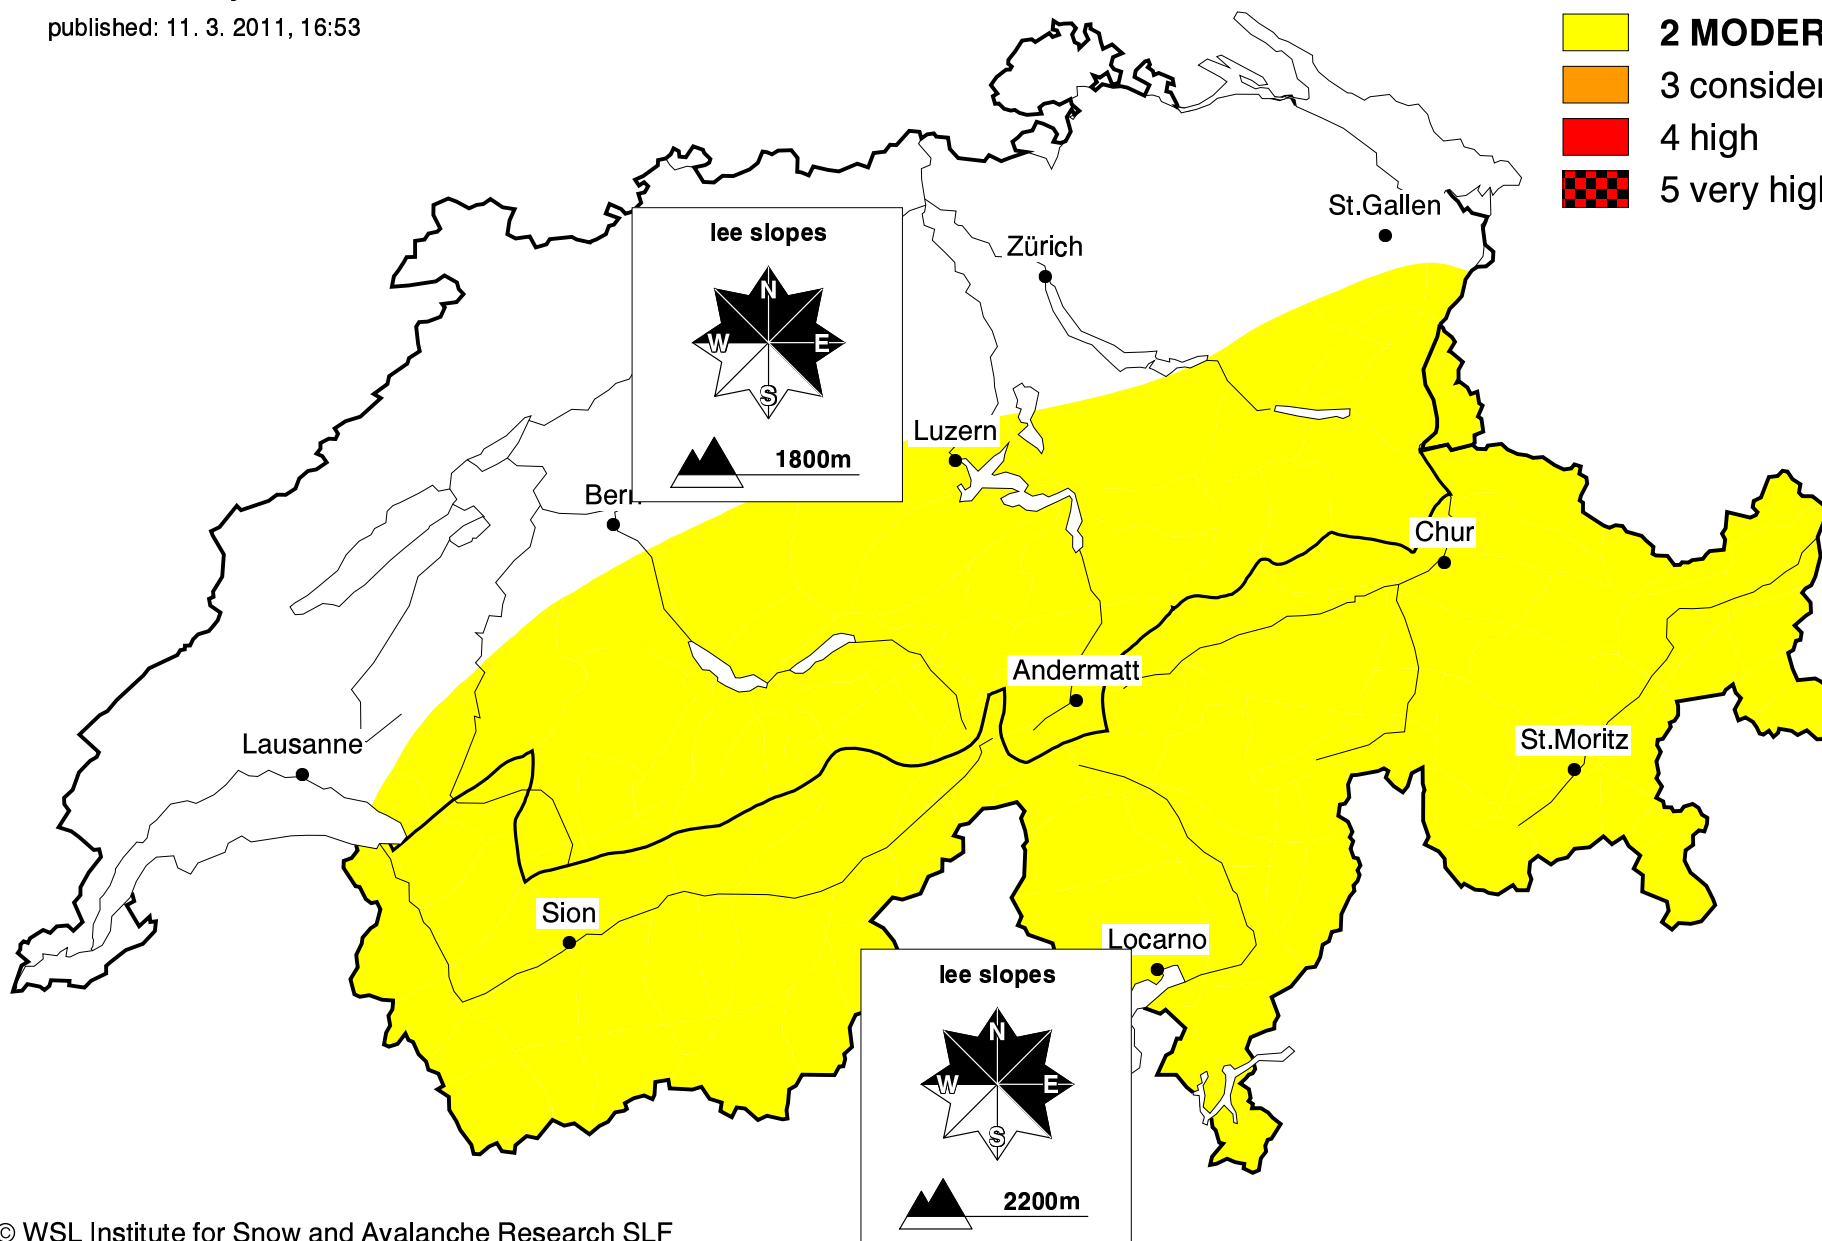 published: 11. 3. 2011, 16:53
2 MODER
3 consider
4 high
5 very high
St.Gallen
Zürich
lee slopes
N
W E
S
1800m
Luzern
Bern
Chur
Andermatt
Lausanne
St.Moritz
Sion
Locarno
lee slopes
N
W E
S
2200m
© WSL Institute for Snow and Avalanche Research SLF